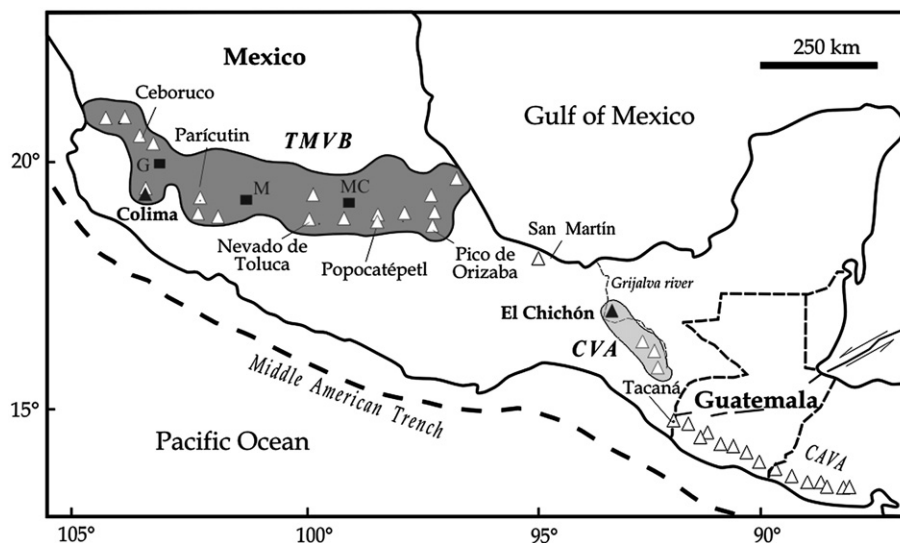 Mexico
250 km
Ceboruco
Gulf of Mexico
Parícutin
TMVB
20°
G
M
MC
Colima
San Martín
Nevado de
Toluca
Pico de
Orizaba
Popocatépetl
Grijalva river
El Chichón
CVA
Middle American Trench
Tacaná
Guatemala
15°
Pacific Ocean
CAVA
105°
100°
95°
90°